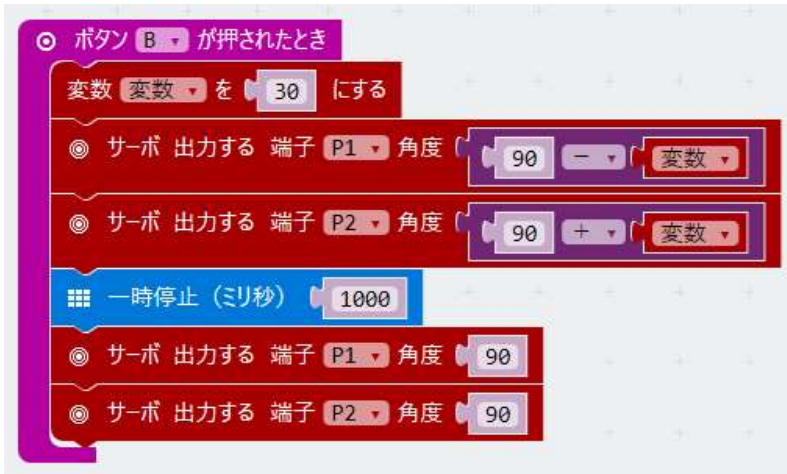 ボタン B が押されたとき
変数 変数 を 30 にする
サーボ 出力する 端子 P1 角度 90 - 変数
サーボ 出力する 端子 P2 角度 90 + 変数
一時停止 (ミリ秒) 1000
サーボ 出力する 端子 P1 角度 90
サーボ 出力する 端子 P2 角度 90